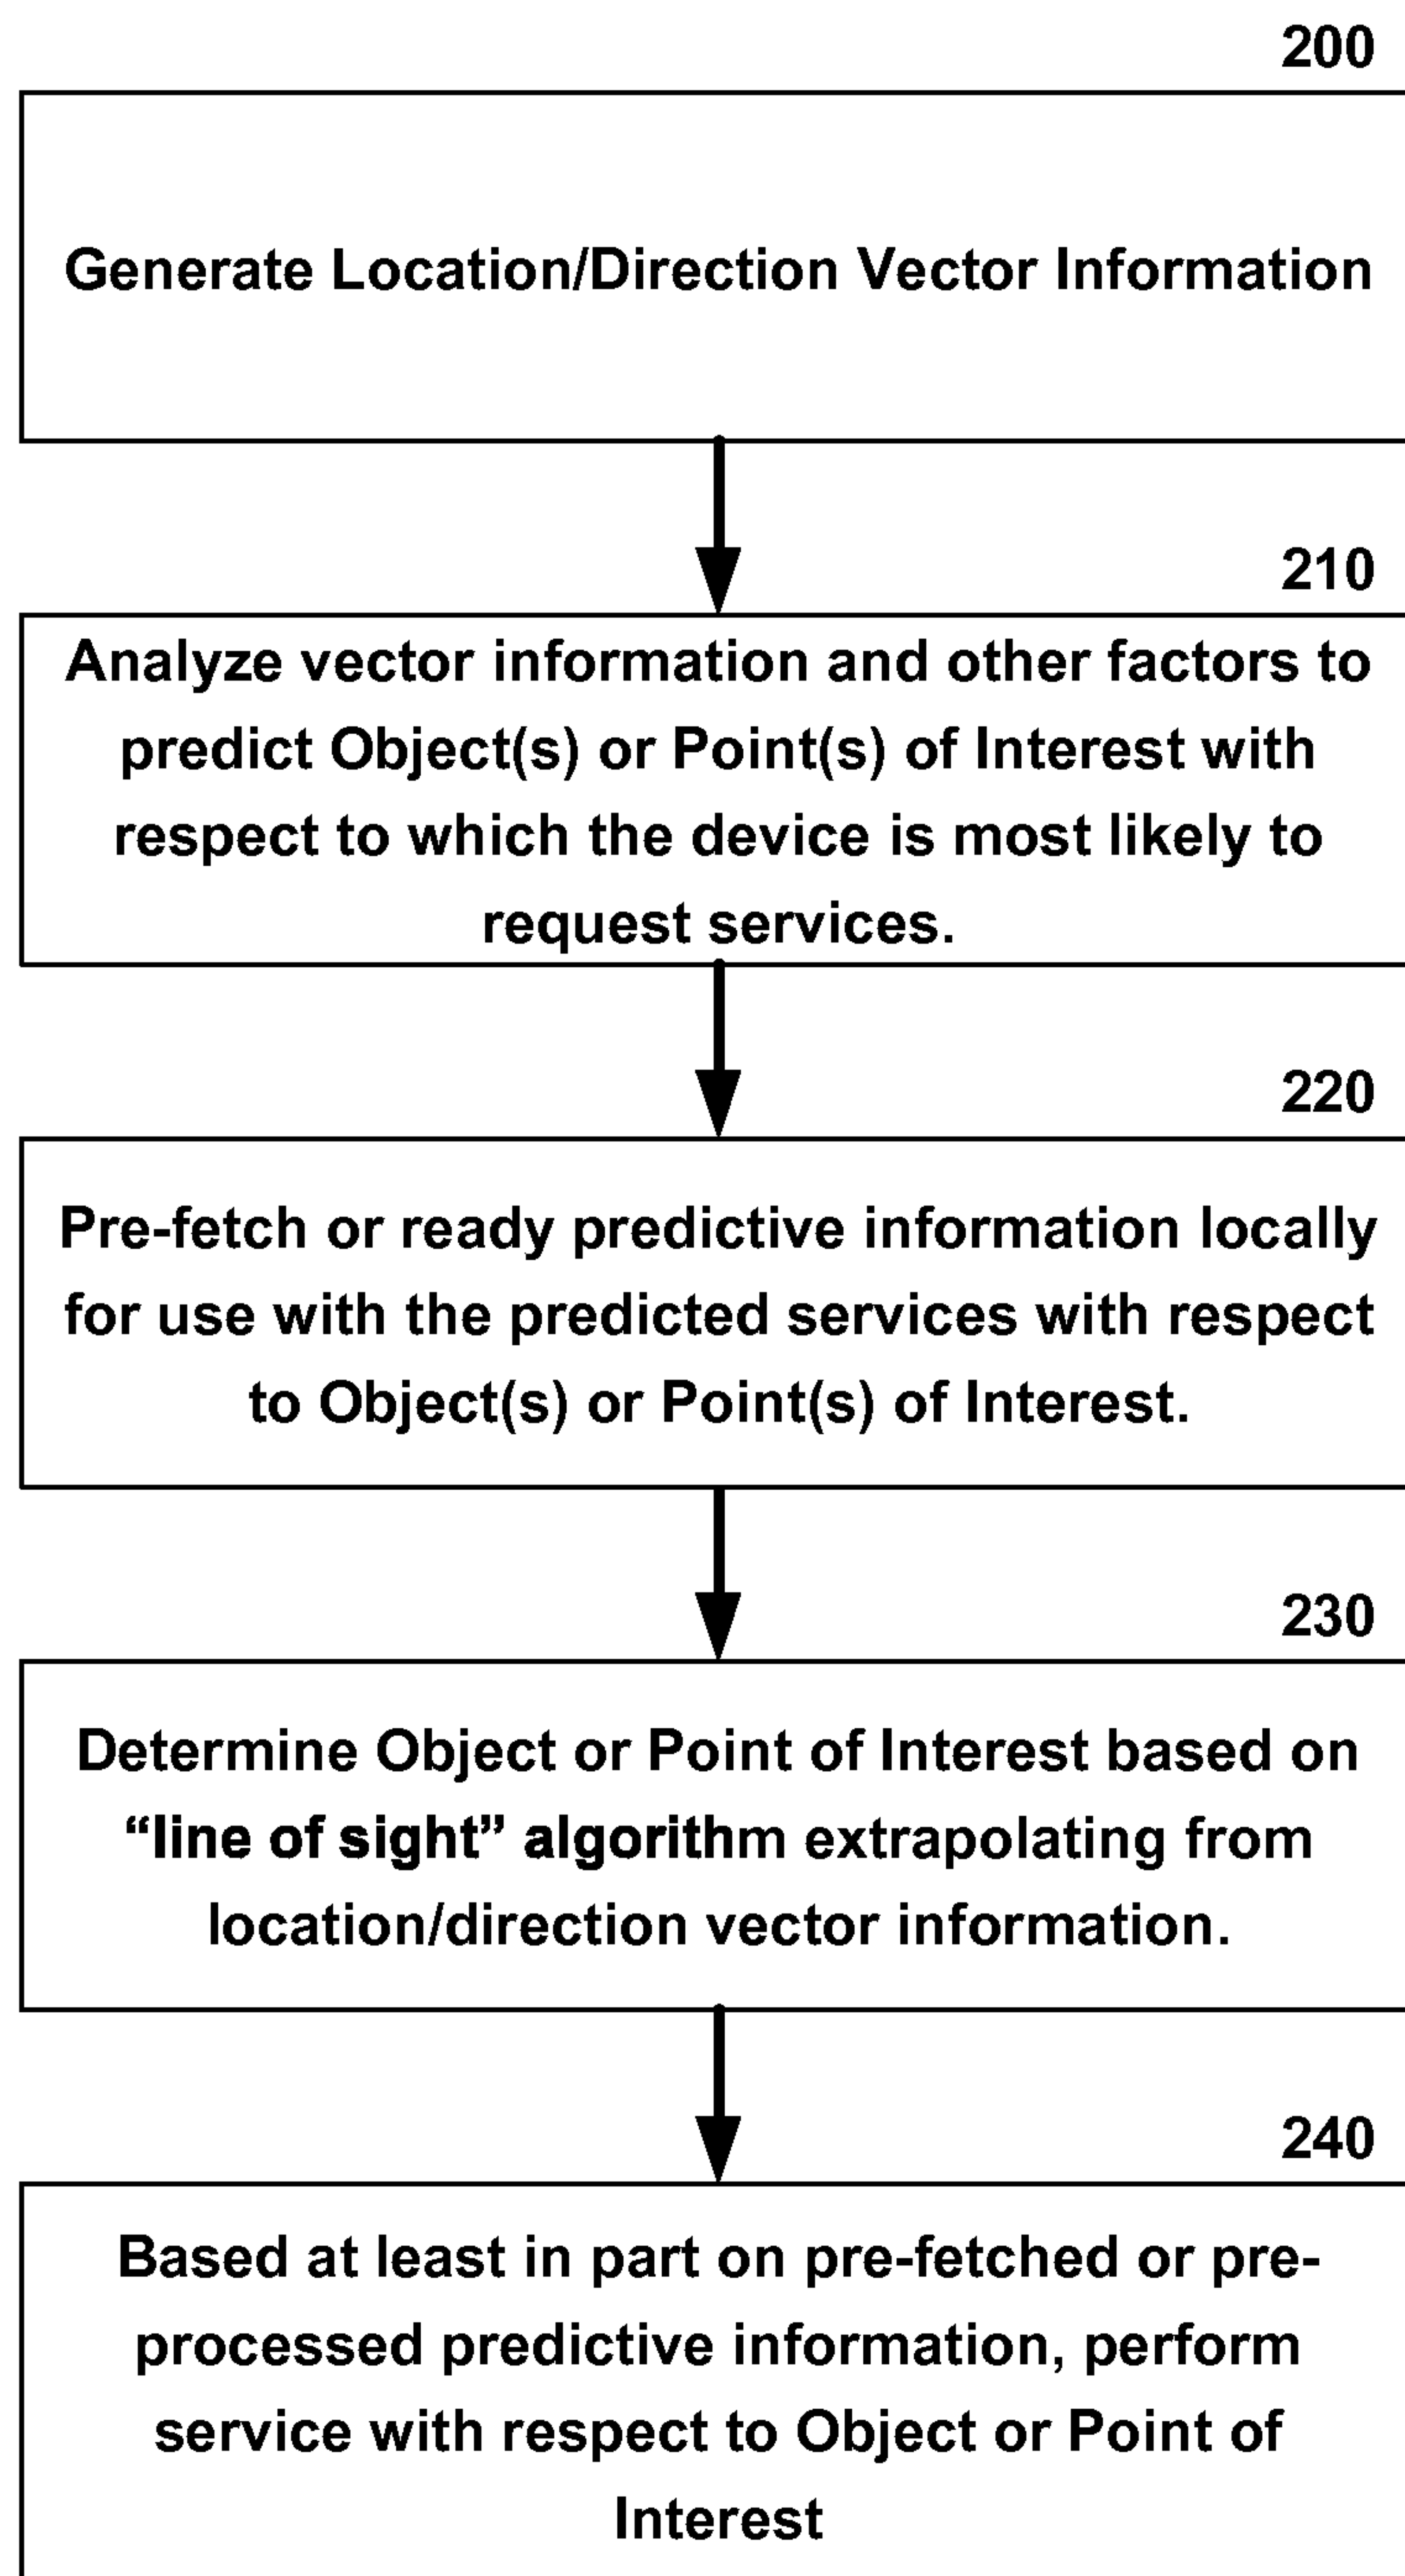 200
Generate Location/Direction Vector Information
210
Analyze vector information and other factors to
predict Object(s) or Point(s) of Interest with
respect to which the device is most likely to
request services.
220
Pre-fetch or ready predictive information locally
for use with the predicted services with respect
to Object(s) or Point(s) of Interest.
230
Determine Object or Point of Interest based on
“line of sight” algorithm extrapolating from
location/direction vector information.
240
Based at least in part on pre-fetched or pre-
processed predictive information, perform
service with respect to Object or Point of
Interest